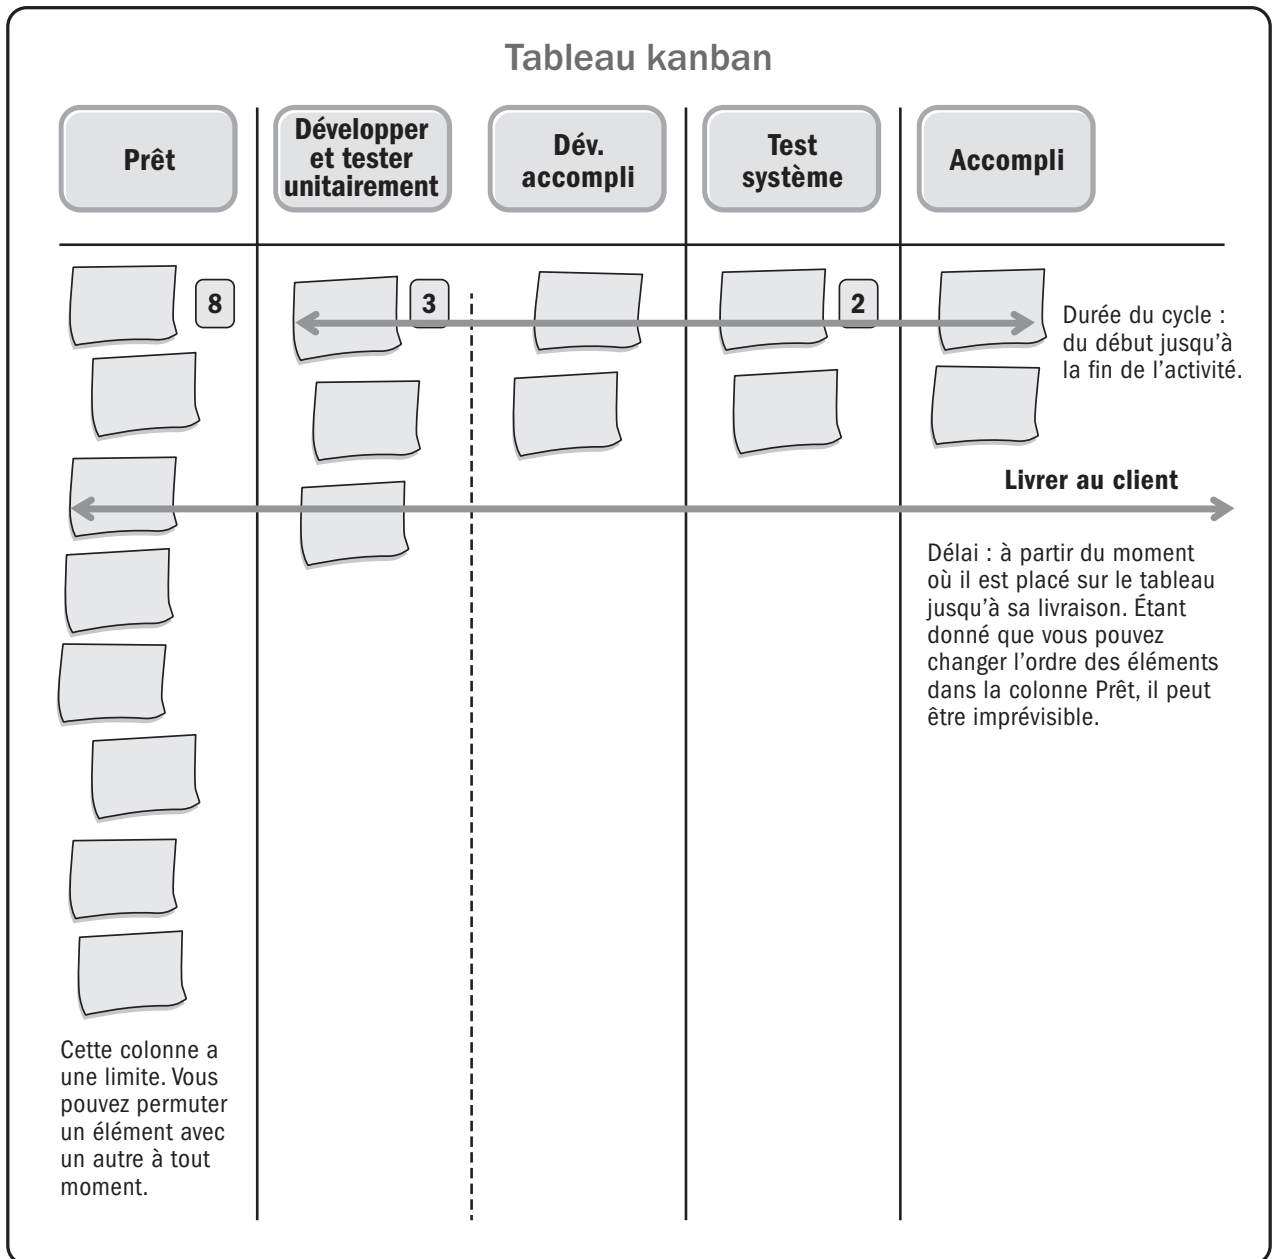 Tableau kanban
Prêt
Développer
et tester
unitairement
Dév.
accompli
Test
système
Accompli
8
3
2
Durée du cycle :
du début jusqu’à
la fin de l’activité.
Livrer au client
Délai : à partir du moment
où il est placé sur le tableau
jusqu’à sa livraison. Étant
donné que vous pouvez
changer l’ordre des éléments
dans la colonne Prêt, il peut
être imprévisible.
Cette colonne a
une limite. Vous
pouvez permuter
un élément avec
un autre à tout
moment.